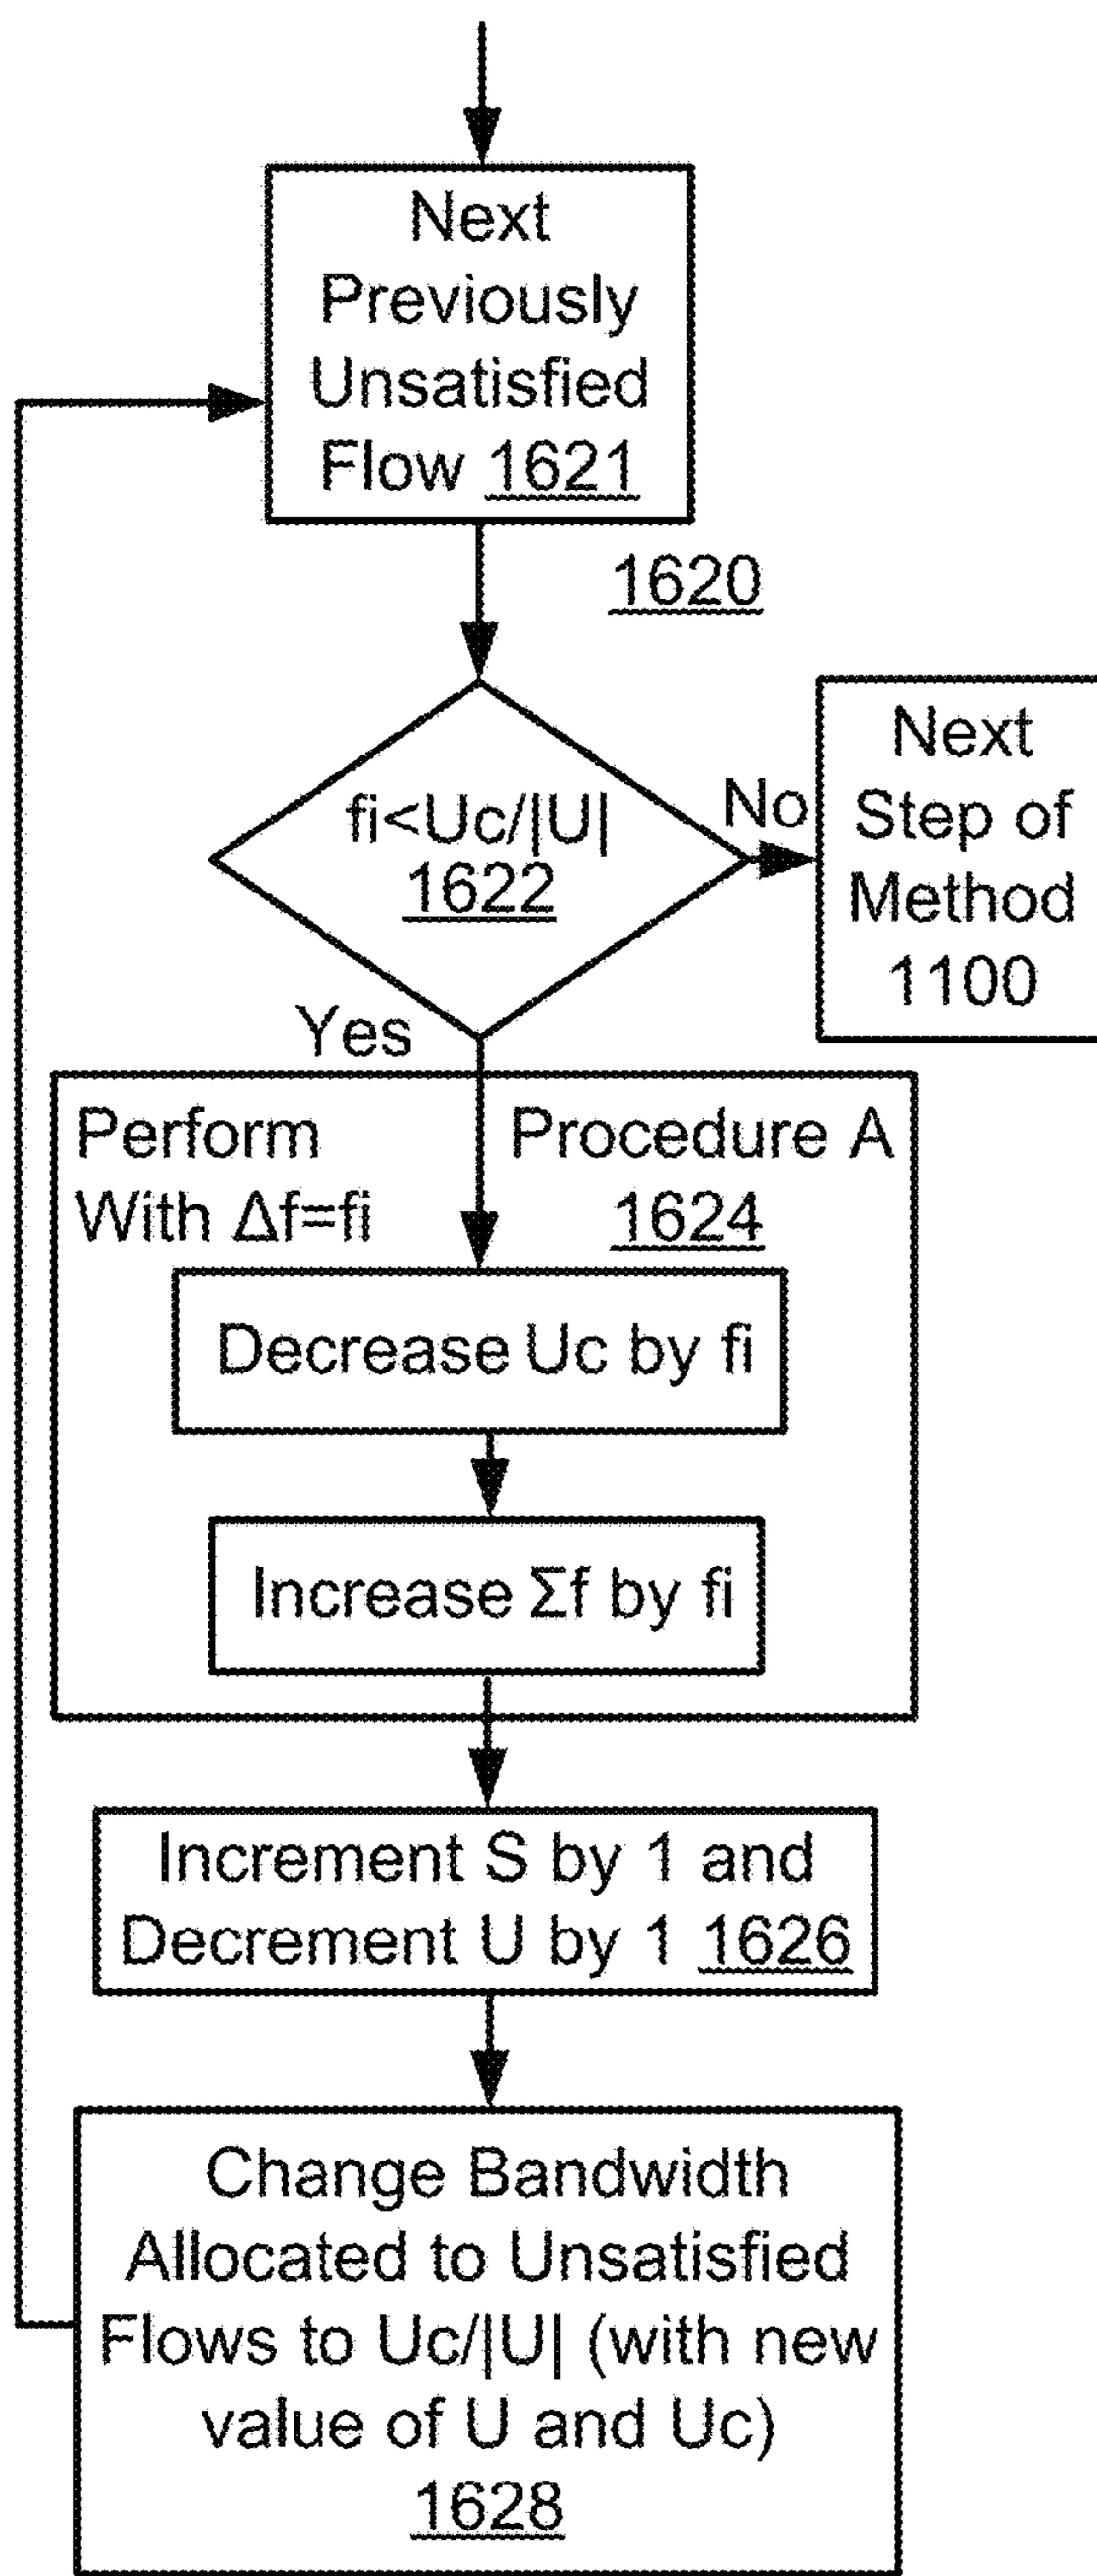 Next
Previously
Unsatisfied
Flow 1621
1620
fi<Uc/|U|
1622
No
Next
Step of
Method
1100
Yes
Perform
With Δf=fi
Procedure A
1624
Decrease Uc by fi
Increase Σf by fi
Increment S by 1 and
Decrement U by 1 1626
Change Bandwidth
Allocated to Unsatisfied
Flows to Uc/|U| (with new
value of U and Uc)
1628